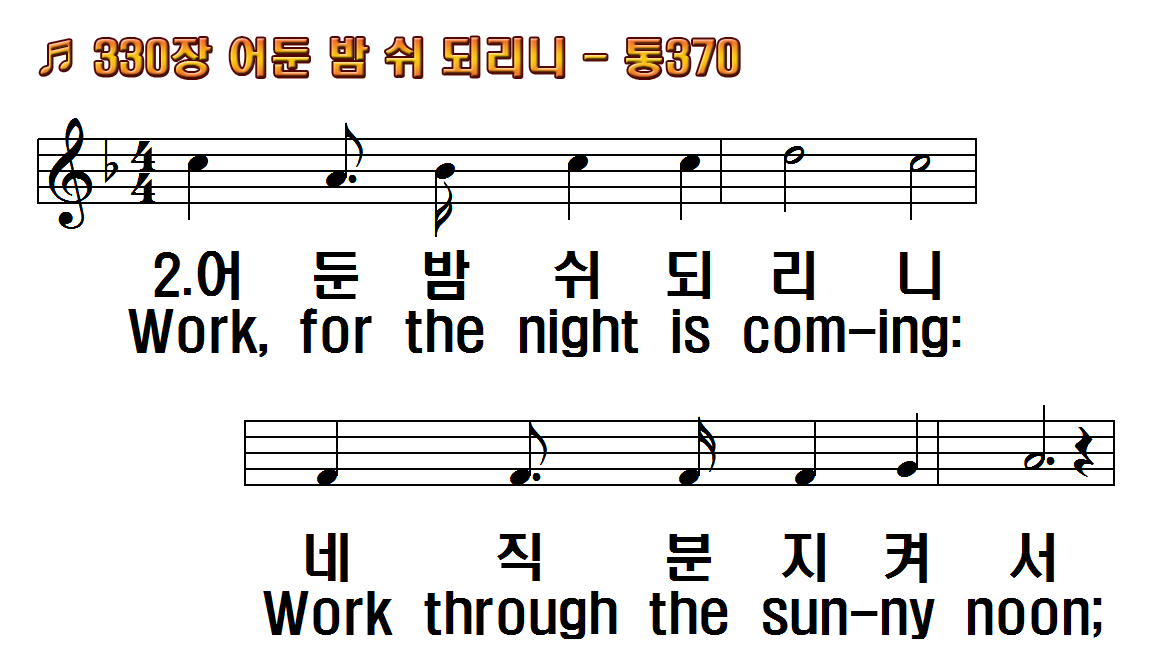 ♬ 330장 어둔 밤 쉬 되리니 - 통370
2.어 둔 밤 쉬 되 리 니
Work, for the night is com-ing:
네 직 분 지 켜 서
Work through the sun-ny noon;